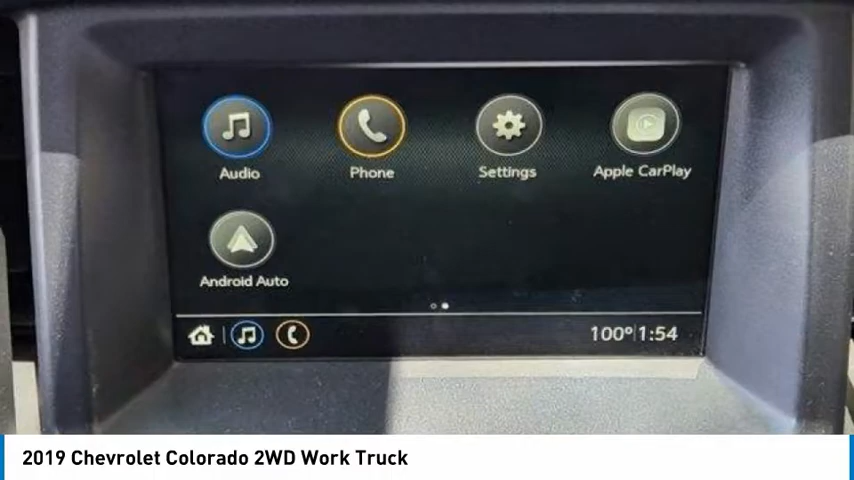 Audio Phone Settings Apple CarPlay
Android Auto
100° 1:54
2019 Chevrolet Colorado 2WD Work Truck